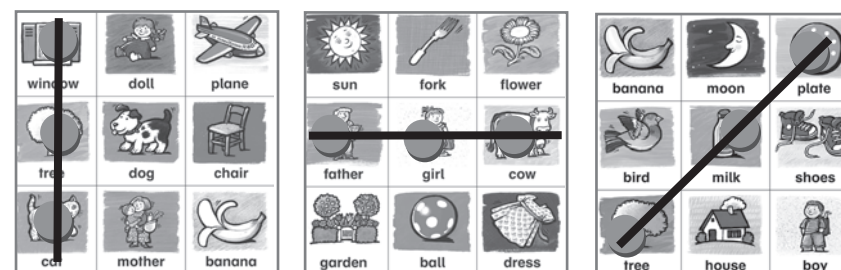 window doll plane
tree dog chair
cat mother banana
sun fork flower
father girl cow
garden ball dress
banana moon plate
bird milk shoes
tree house boy